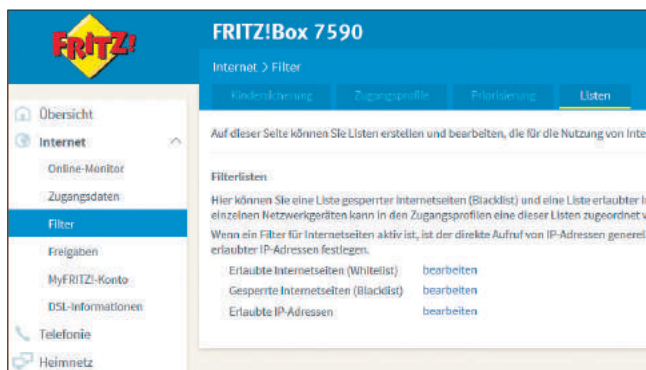 FRITZ!
FRITZ!Box 7590
Internet > Filter
Kindersicherung Zugangsprofile Priorisierung Listen
Übersicht
Internet
Online-Monitor
Zugangsdaten
Filter
Freigaben
MyFRITZ!-Konto
DSL-Informationen
Telefonie
Heimnetz
Auf dieser Seite können Sie Listen erstellen und bearbeiten, die für die Nutzung von Inte
Filterlisten
Hier können Sie eine Liste gesperrter Internetseiten (Blacklist) und eine Liste erlaubter I
einzelnen Netzwerkgeräten kann in den Zugangsprofilen eine dieser Listen zugeordnet
Wenn ein Filter für Internetseiten aktiv ist, ist der direkte Aufruf von IP-Adressen generel
erlaubter IP-Adressen festlegen.
Erlaubte Internetseiten (Whitelist) bearbeiten
Gesperrte Internetseiten (Blacklist) bearbeiten
Erlaubte IP-Adressen bearbeiten